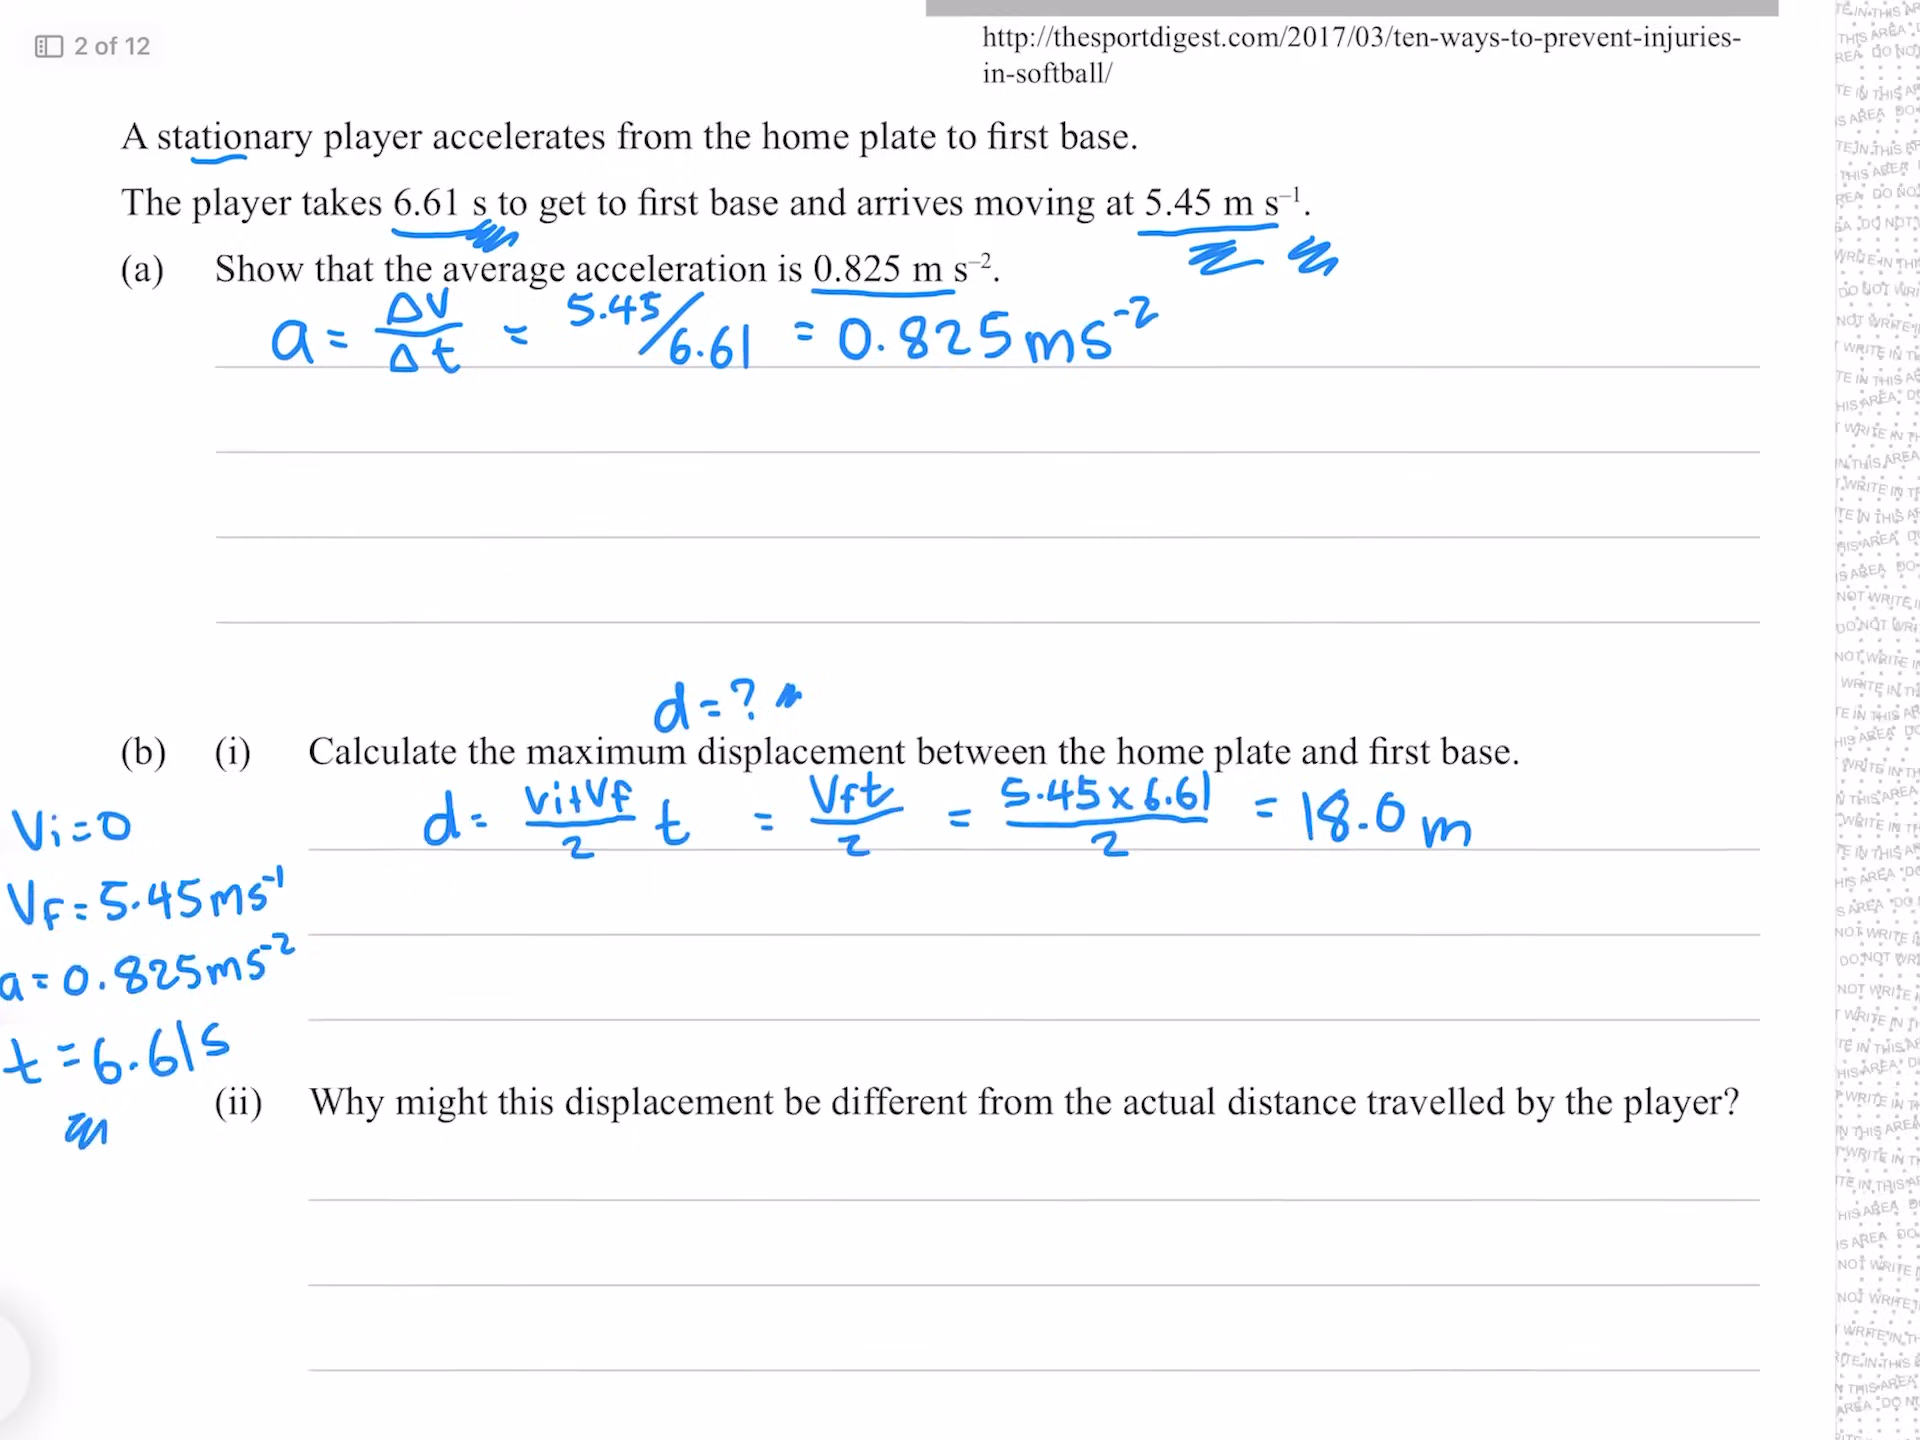 2 of 12
http://thesportdigest.com/2017/03/ten-ways-to-prevent-injuries-
in-softball/
A stationary player accelerates from the home plate to first base.
The player takes 6.61 s to get to first base and arrives moving at 5.45 m s⁻¹.
(a) Show that the average acceleration is 0.825 m s⁻².
a = Δv/Δt = 5.45/6.61 = 0.825 ms⁻²
d = ?
(b) (i) Calculate the maximum displacement between the home plate and first base.
d = (vi+vf)/2 t = vft/2 = 5.45 x 6.61/2 = 18.0 m
Vi = 0
Vf = 5.45 ms⁻¹
a = 0.825 ms⁻²
t = 6.61 s
(ii) Why might this displacement be different from the actual distance travelled by the player?